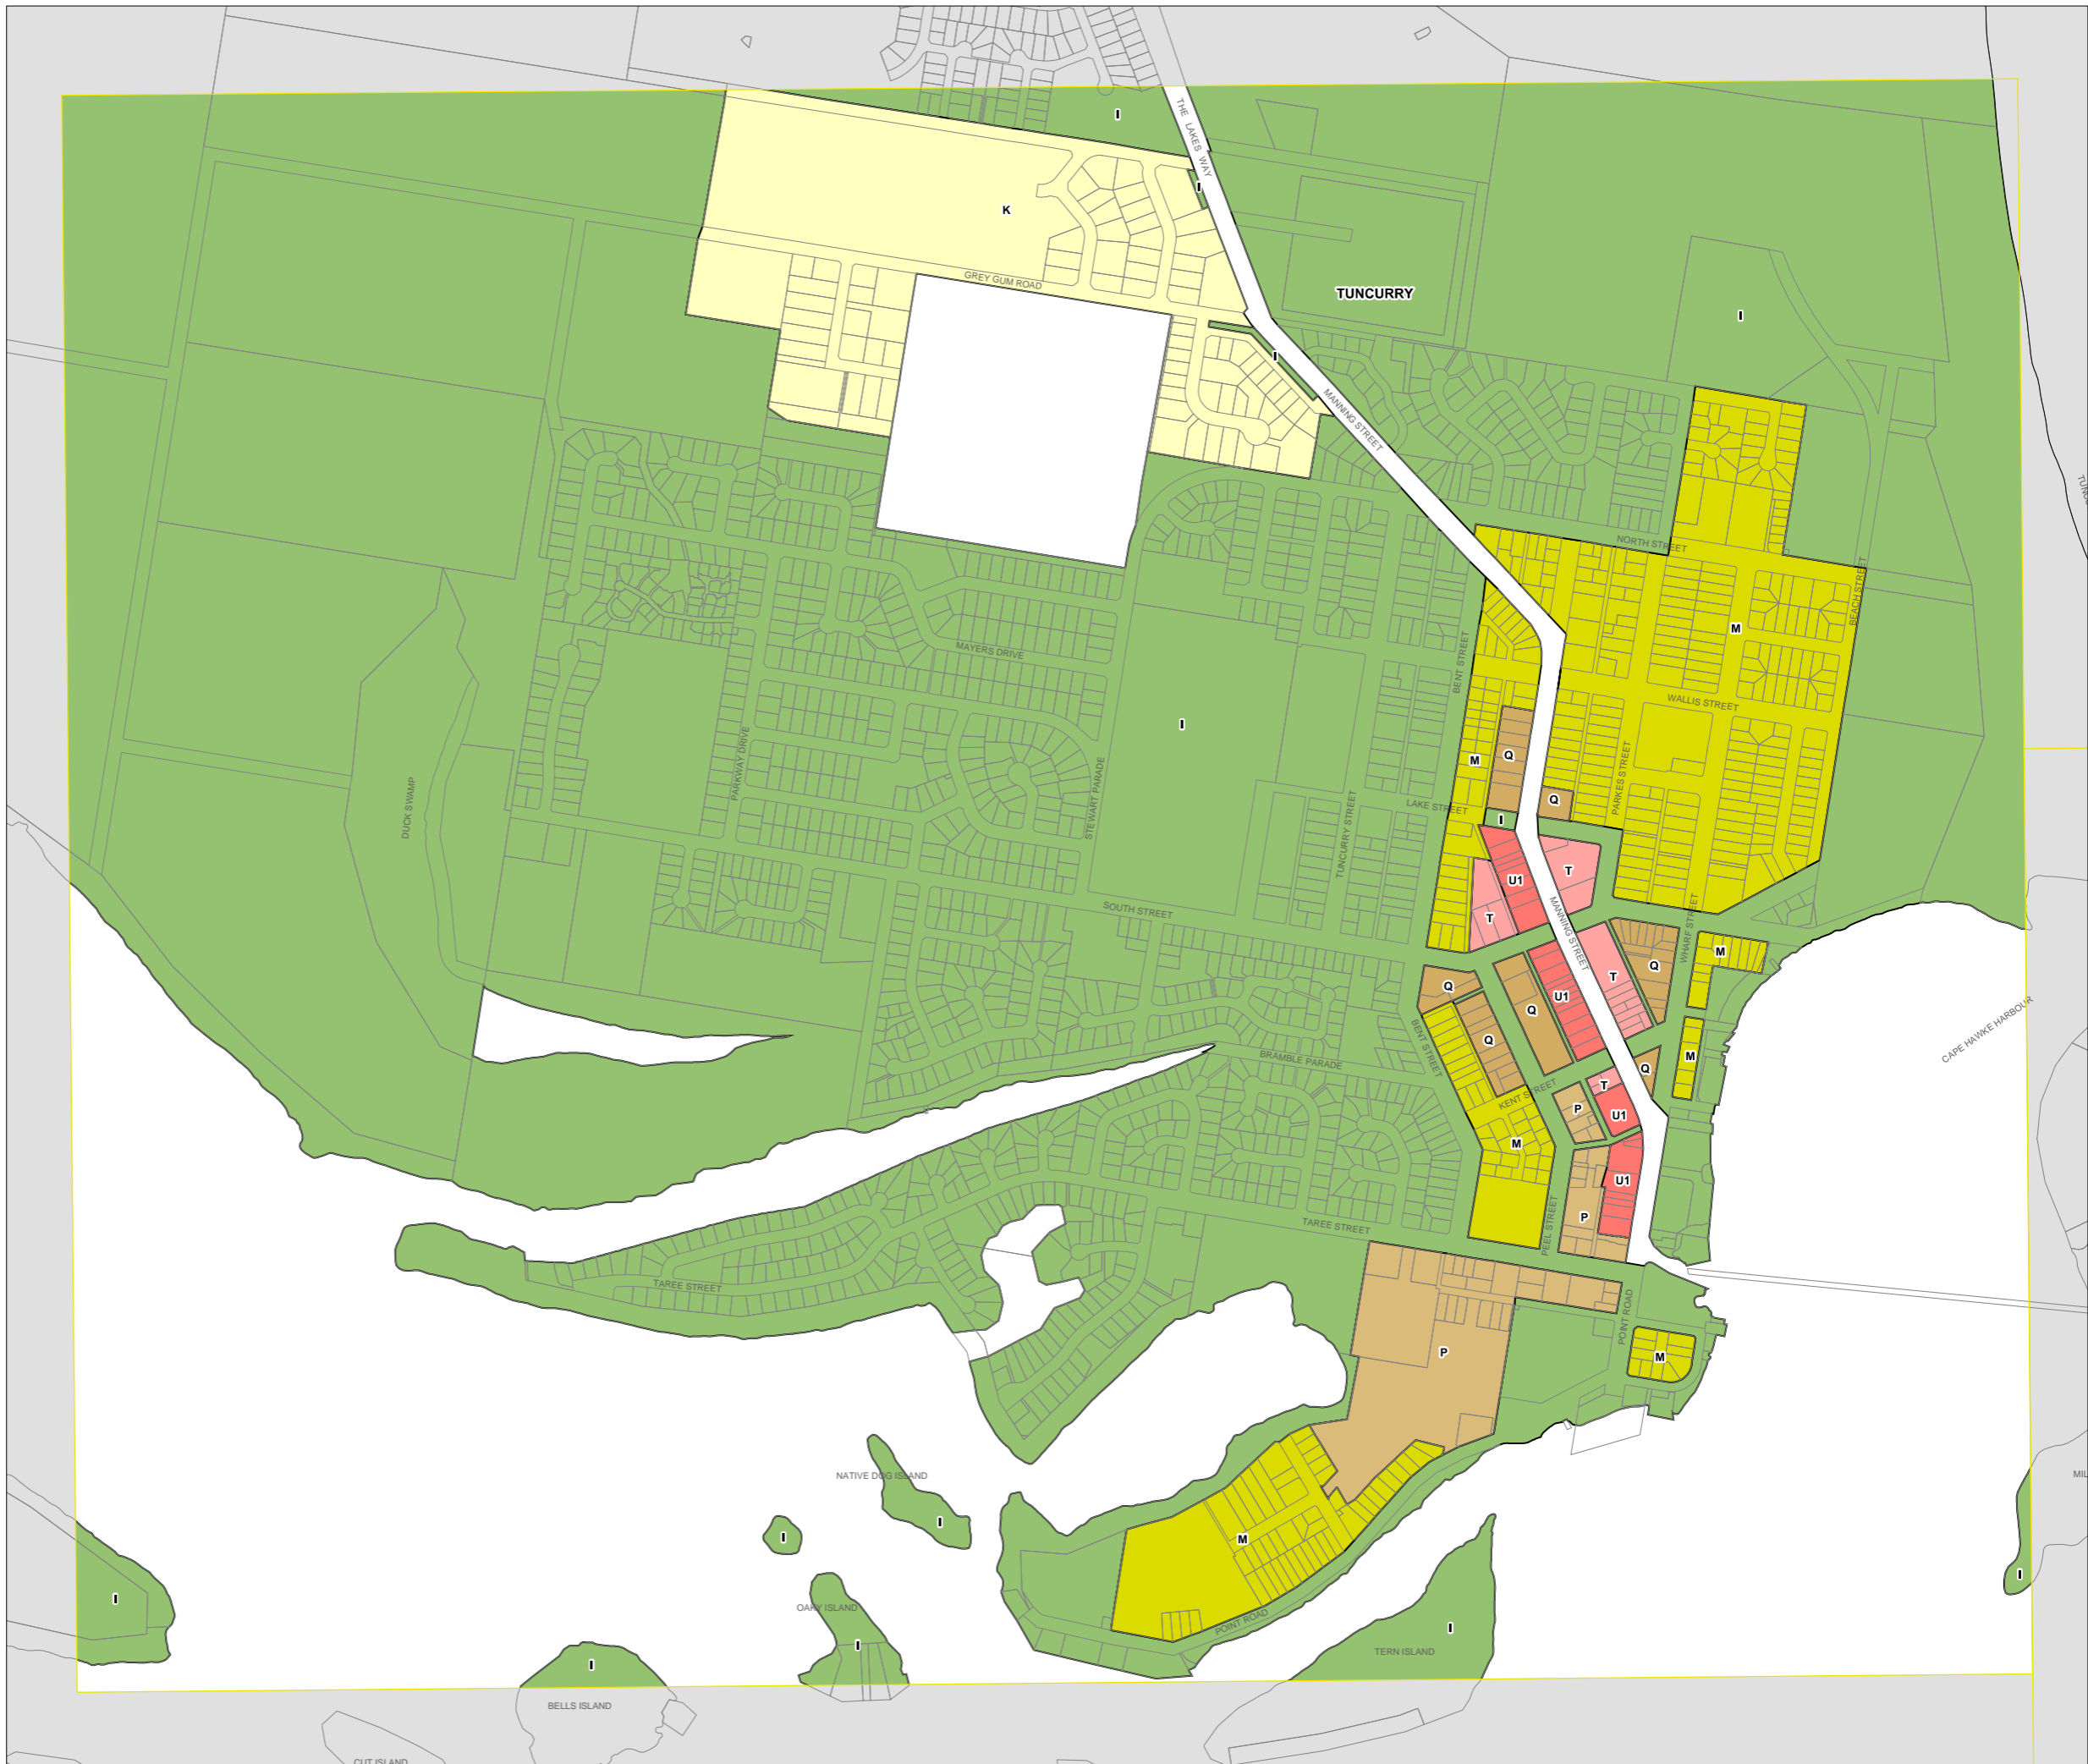 THE LAKES WAY
I
I
K
GREY GUM ROAD
TUNCURRY
I
I
MANNING STREET
NORTH STREET
BEACH STREET
M
BENT STREET
MAYERS DRIVE
WALLIS STREET
I
PARKWAY DRIVE
STEWART PARADE
DUCK SWAMP
M
Q
PARKES STREET
Q
LAKE STREET
I
TUNCURRY STREET
T
U1
T
SOUTH STREET
MANNING STREET
WHARF STREET
M
Q
T
Q
U1
Q
Q
M
CAPE HAWKE HARBOUR
BENT STREET
BRAMBLE PARADE
Q
T
KENT STREET
P
U1
M
U1
P
PEEL STREET
TAREE STREET
TAREE STREET
POINT ROAD
P
M
NATIVE DOG ISLAND
I
I
M
I
I
OAKY ISLAND
I
POINT ROAD
I
TERN ISLAND
I
BELLS ISLAND
CUT ISLAND